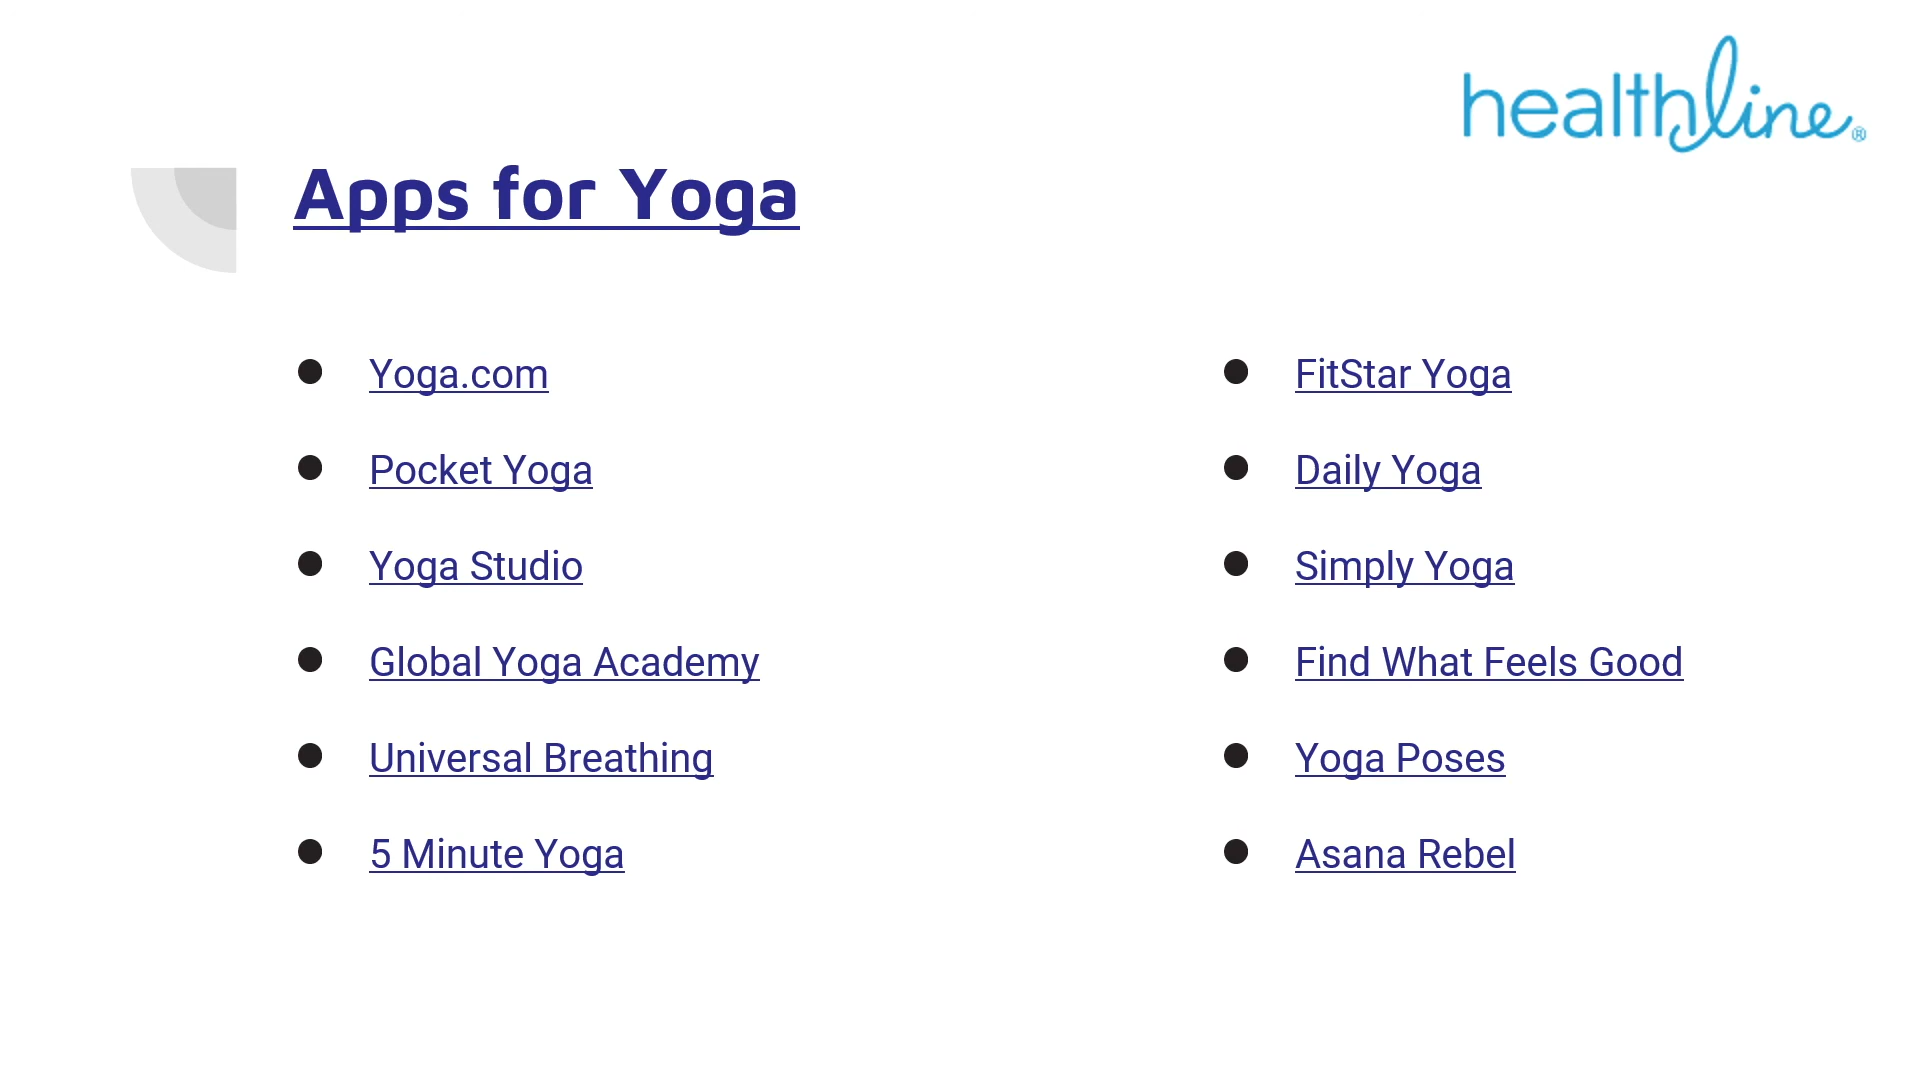 healthline®
Apps for Yoga
Yoga.com
Pocket Yoga
Yoga Studio
Global Yoga Academy
Universal Breathing
5 Minute Yoga
FitStar Yoga
Daily Yoga
Simply Yoga
Find What Feels Good
Yoga Poses
Asana Rebel